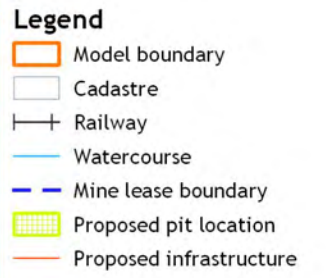 Legend
Model boundary
Cadastre
Railway
Watercourse
Mine lease boundary
Proposed pit location
Proposed infrastructure